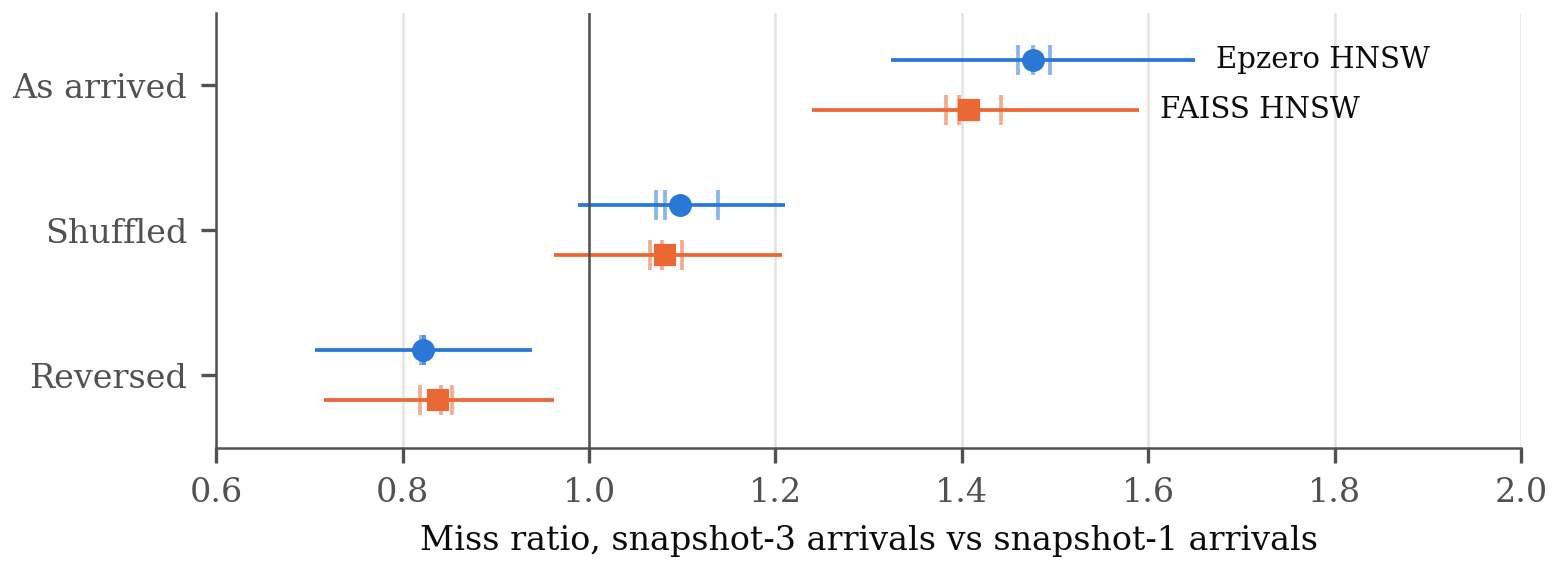 Epzero HNSW
As arrived
FAISS HNSW
Shuffled
Reversed
0.6 0.8 1.0 1.2 1.4 1.6 1.8 2.0
Miss ratio, snapshot-3 arrivals vs snapshot-1 arrivals